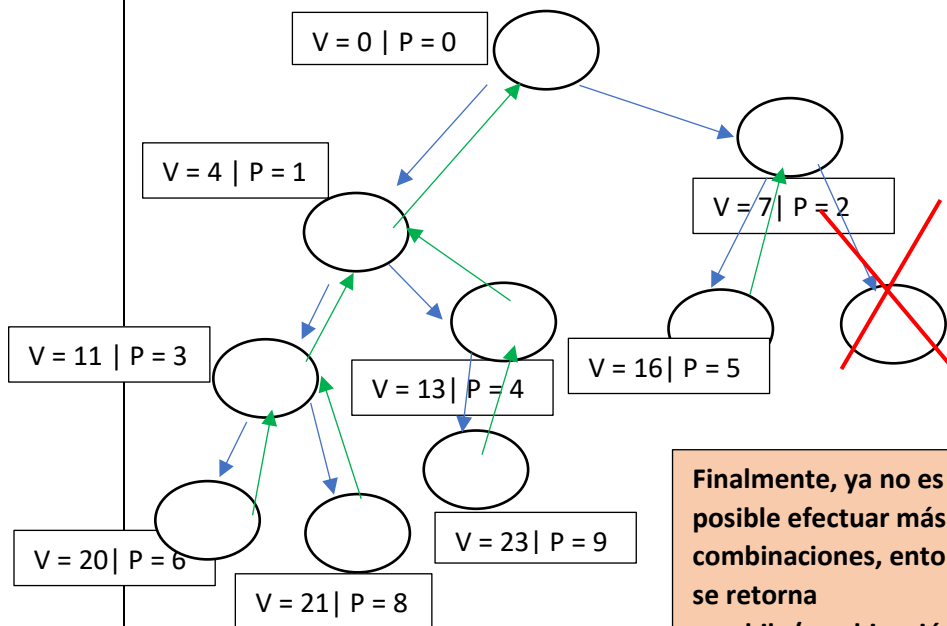 V = 0 | P = 0
V = 4 | P = 1
V = 7| P = 2
V = 11 | P = 3
V = 13| P = 4
V = 16| P = 5
V = 20| P = 6
V = 21| P = 8
V = 23| P = 9
Finalmente, ya no es
posible efectuar más
combinaciones, ento
se retorna